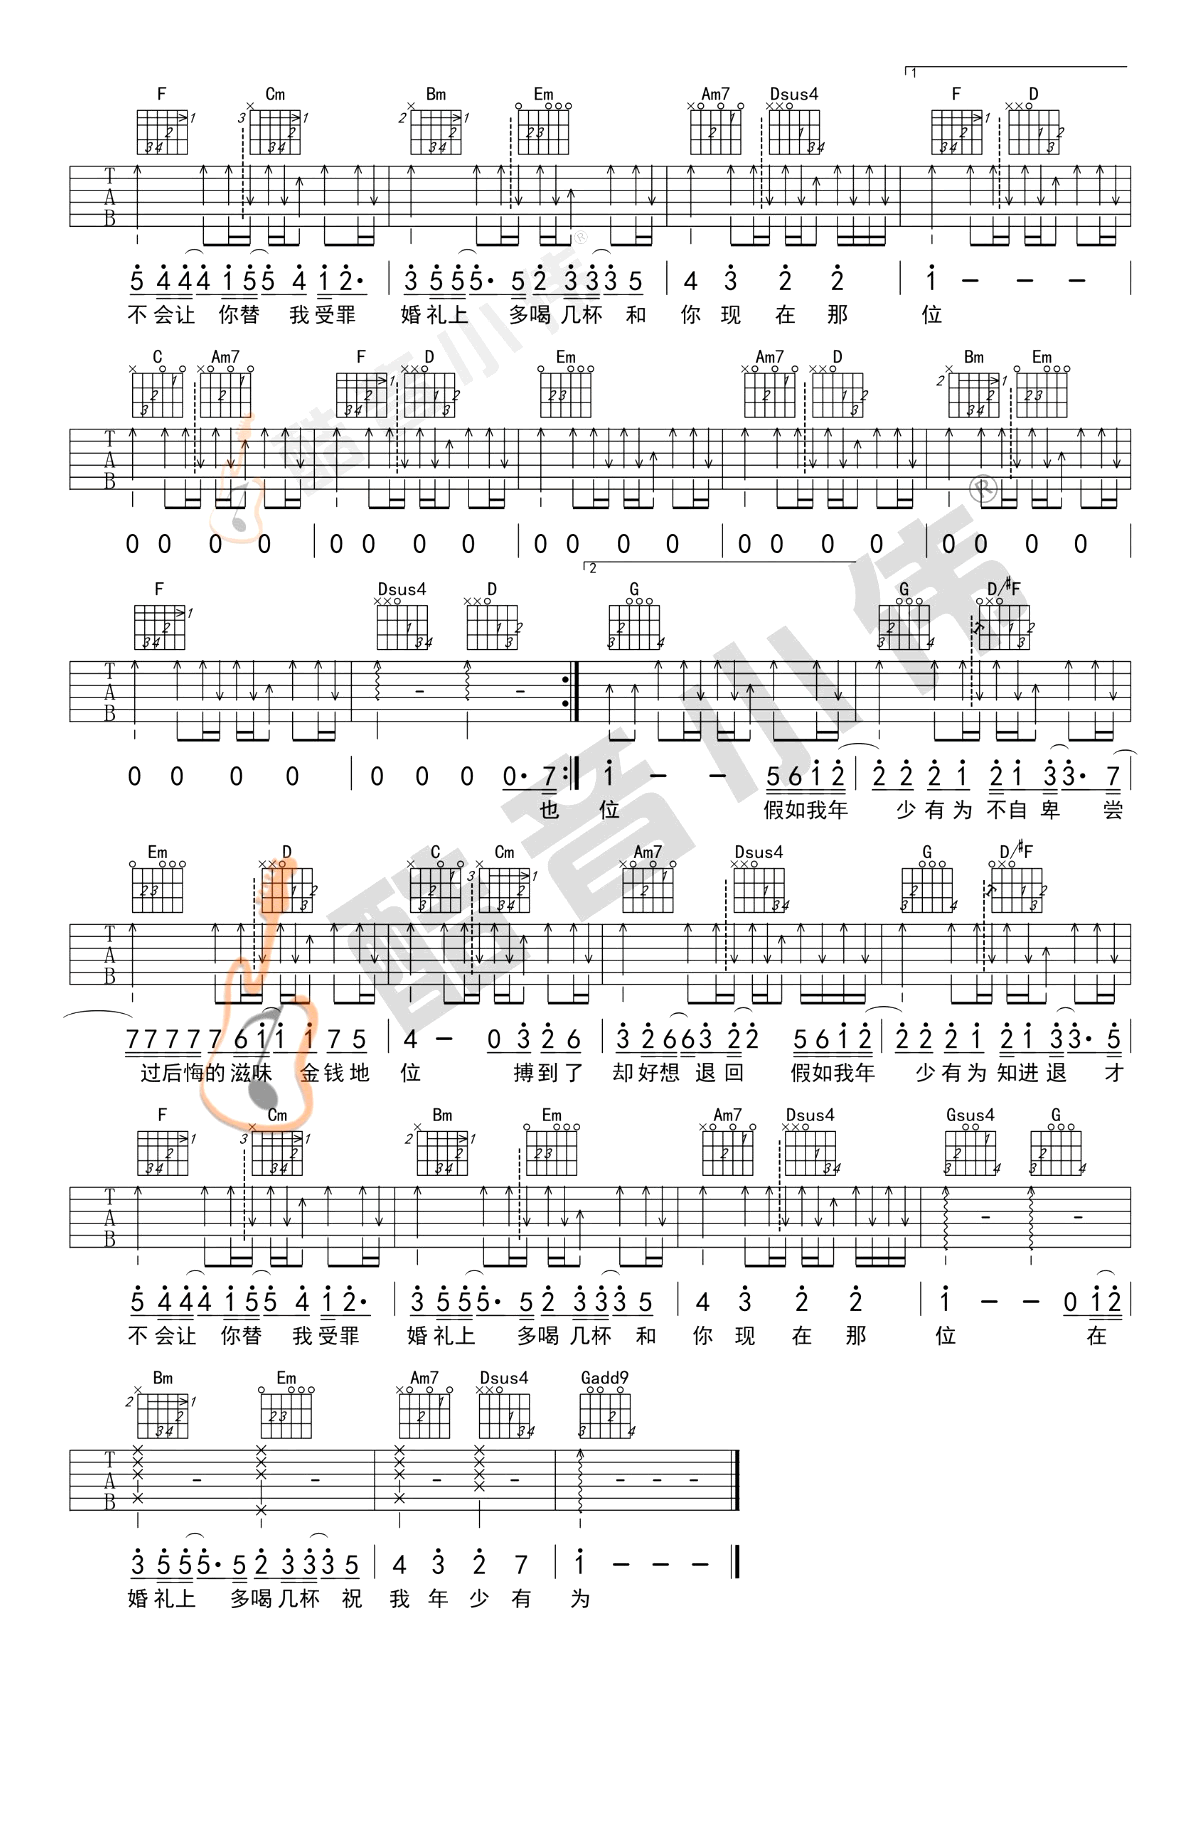 F Cm Bm Em Am7 Dsus4 F D
3 2 1
T A B
5 4 4 4 1 5 5 4 1 2· 3 5 5 5· 5 2 3 3 3 5 4 3 2 2 1 — — —
不会让 你替 我受罪 婚礼上 多喝几杯 和 你 现 在 那 位
C Am7 F D Em Am7 D Bm Em
T A B
0 0 0 0 0 0 0 0 0 0 0 0 0 0 0 0 0 0 0 0
F Dsus4 D 2 G G D/#F
T A B
0 0 0 0 0 0 0 0· 7 1 — — 5 6 1 2 2 2 2 1 2 1 3 3· 7
也 位 假如我年 少有为 不自卑 尝
Em D C Cm Am7 Dsus4 G D/#F
T A B
7 7 7 7 7 6 1 1 1 7 5 4 — 0 3 2 6 3 2 6 6 3 2 2 5 6 1 2 2 2 2 1 2 1 3 3· 5
过后悔的滋味 金钱地 位 搏到了 却好想 退回 假如我年 少有为 知进退 才
F Cm Bm Em Am7 Dsus4 Gsus4 G
T A B
5 4 4 4 1 5 5 4 1 2· 3 5 5 5· 5 2 3 3 3 5 4 3 2 2 1 — — 0 1 2
不会让 你替 我受罪 婚礼上 多喝几杯 和 你 现 在 那 位 在
Bm Em Am7 Dsus4 Gadd9
T A B
3 5 5 5· 5 2 3 3 3 5 4 3 2 7 1 — — —
婚礼上 多喝几杯 祝 我 年 少 有 为
酷音小伟®
酷音小伟®